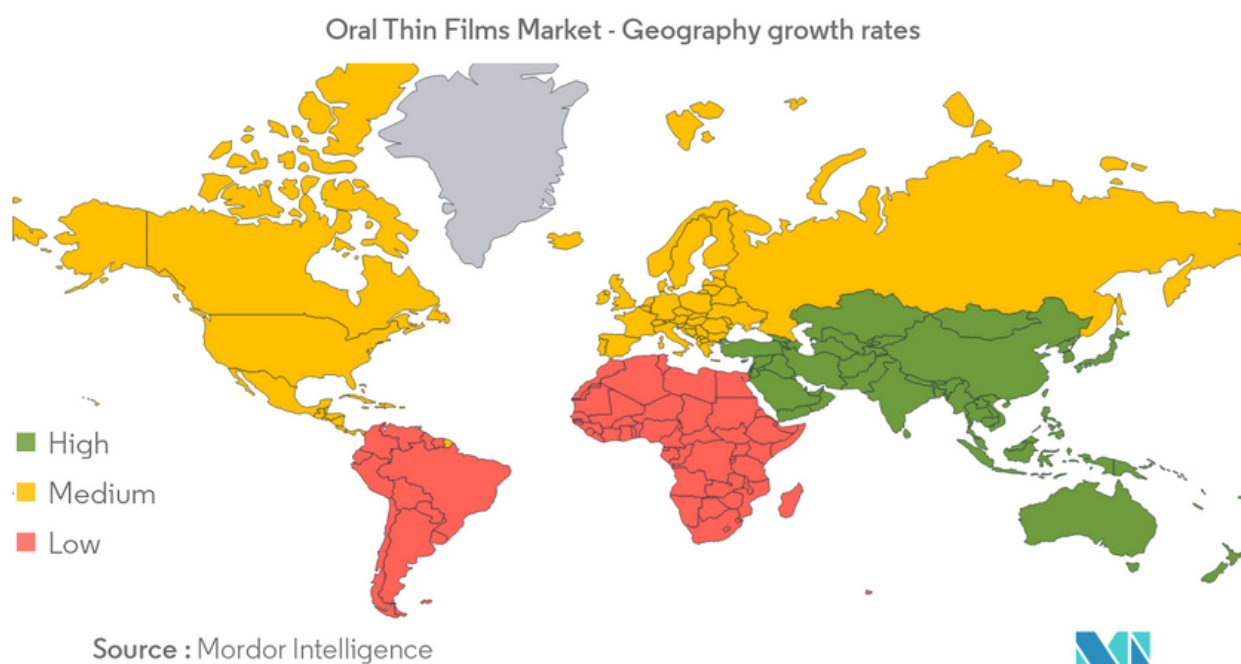 Oral Thin Films Market - Geography growth rates
High
Medium
Low
Source : Mordor Intelligence